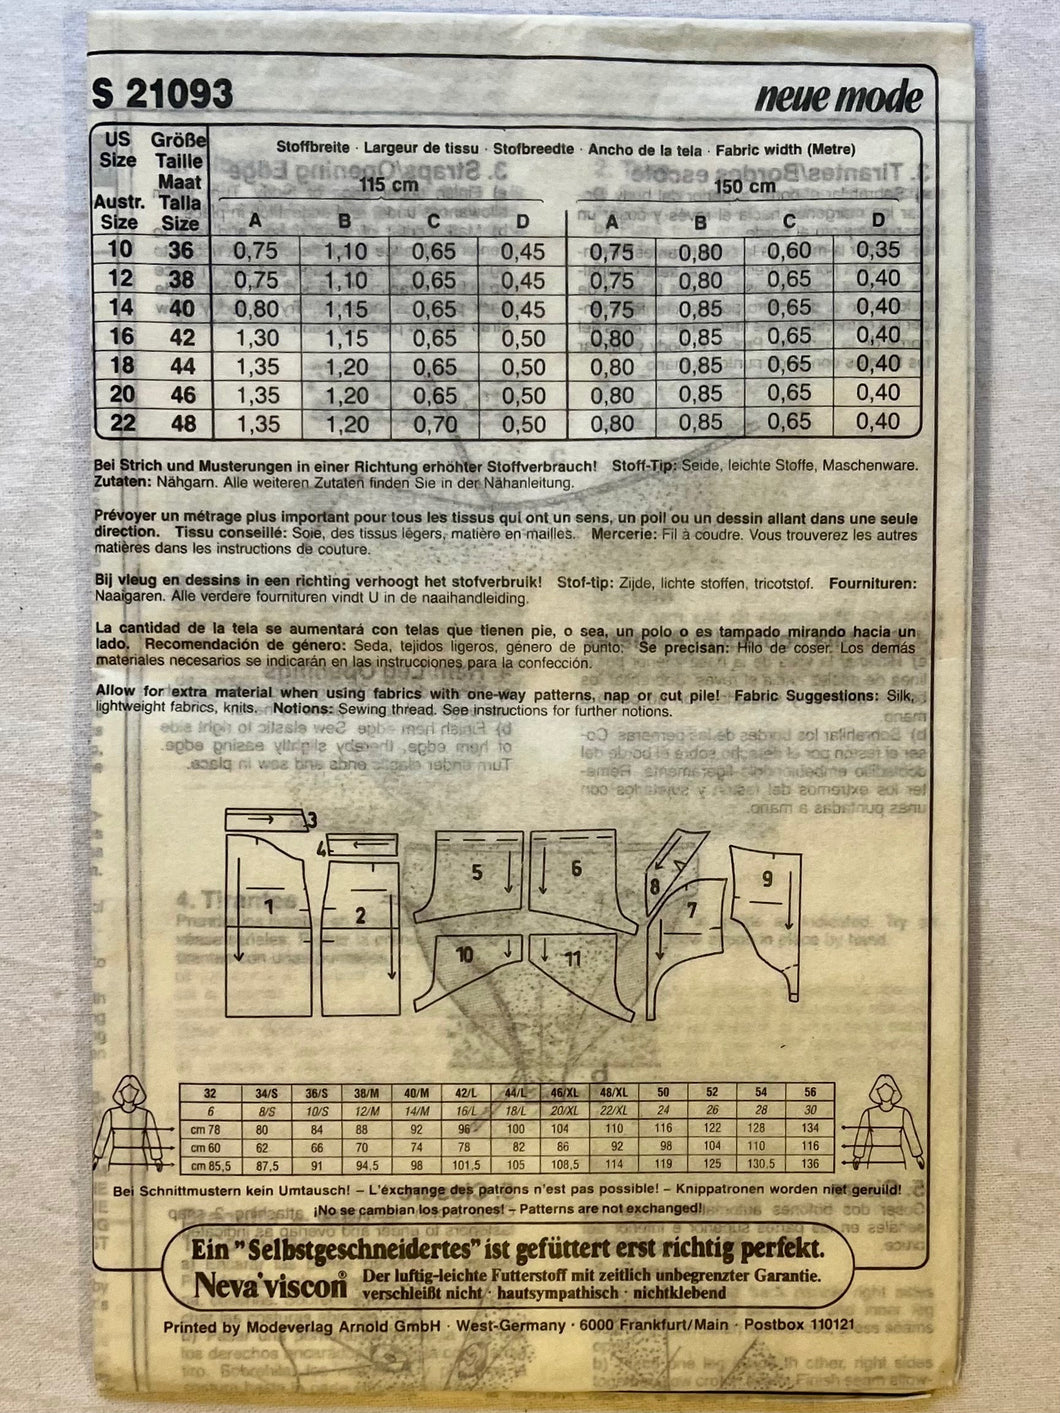 S 21093 neue mode
US Größe Stoffbreite · Largeur de tissu · Stofbreedte · Ancho de la tela · Fabric width (Metre)
Size Taille
Maat 115 cm 150 cm
Austr. Talla
Size Size A B C D A B C D
10 36 0,75 1,10 0,65 0,45 0,75 0,80 0,60 0,35
12 38 0,75 1,10 0,65 0,45 0,75 0,80 0,65 0,40
14 40 0,80 1,15 0,65 0,45 0,75 0,85 0,65 0,40
16 42 1,30 1,15 0,65 0,50 0,80 0,85 0,65 0,40
18 44 1,35 1,20 0,65 0,50 0,80 0,85 0,65 0,40
20 46 1,35 1,20 0,65 0,50 0,80 0,85 0,65 0,40
22 48 1,35 1,20 0,70 0,50 0,80 0,85 0,65 0,40
Bei Strich und Musterungen in einer Richtung erhöhter Stoffverbrauch! Stoff-Tip: Seide, leichte Stoffe, Maschenware.
Zutaten: Nähgarn. Alle weiteren Zutaten finden Sie in der Nähanleitung.
Prévoyer un métrage plus important pour tous les tissus qui ont un sens, un poil ou un dessin allant dans une seule
direction. Tissu conseillé: Soie, des tissus légers, matière en mailles. Mercerie: Fil à coudre. Vous trouverez les autres
matières dans les instructions de couture.
Bij vleug en dessins in een richting verhoogt het stofverbruik! Stof-tip: Zijde, lichte stoffen, tricotstof. Fournituren:
Naaigaren. Alle verdere fournituren vindt U in de naaihandleiding.
La cantidad de la tela se aumentará con telas que tienen pie, o sea, un polo o es tampado mirando hacia un
lado. Recomendación de género: Seda, tejidos ligeros, género de punto. Se precisan: Hilo de coser. Los demás
materiales necesarios se indicarán en las instrucciones para la confección.
Allow for extra material when using fabrics with one-way patterns, nap or cut pile! Fabric Suggestions: Silk,
lightweight fabrics, knits. Notions: Sewing thread. See instructions for further notions.
3
4
5 6
8 9
1 2 7
10 11
32 34/S 36/S 38/M 40/M 42/L 44/L 46/XL 48/XL 50 52 54 56
6 8/S 10/S 12/M 14/M 16/L 18/L 20/XL 22/XL 24 26 28 30
cm 78 80 84 88 92 96 100 104 110 116 122 128 134
cm 60 62 66 70 74 78 82 86 92 98 104 110 116
cm 85,5 87,5 91 94,5 98 101,5 105 108,5 114 119 125 130,5 136
Bei Schnittmustern kein Umtausch! – L'éxchange des patrons n'est pas possible! – Knippatronen worden niet geruild!
¡No se cambian los patrones! – Patterns are not exchanged!
Ein "Selbstgeschneidertes" ist gefüttert erst richtig perfekt.
Neva'viscon® Der luftig-leichte Futterstoff mit zeitlich unbegrenzter Garantie.
verschleißt nicht · hautsympathisch · nichtklebend
Printed by Modeverlag Arnold GmbH · West-Germany · 6000 Frankfurt/Main · Postbox 110121